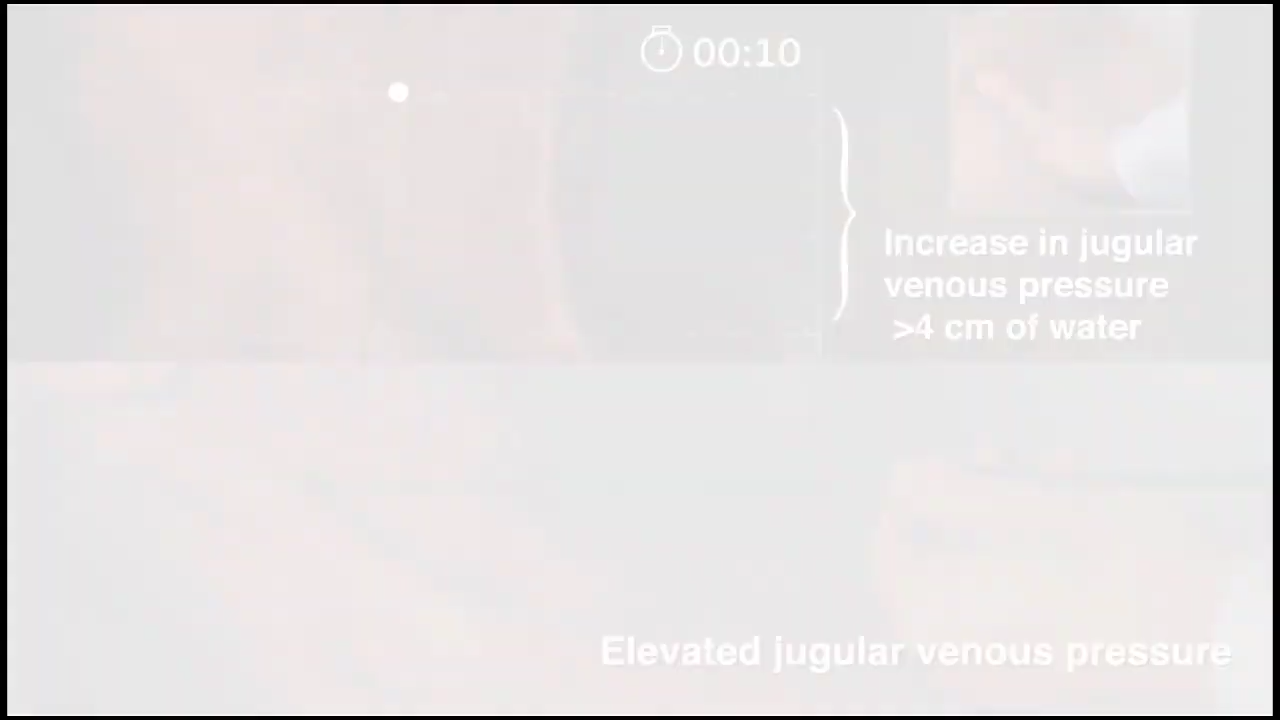 00:10
Increase in jugular
venous pressure
>4 cm of water
Elevated jugular venous pressure